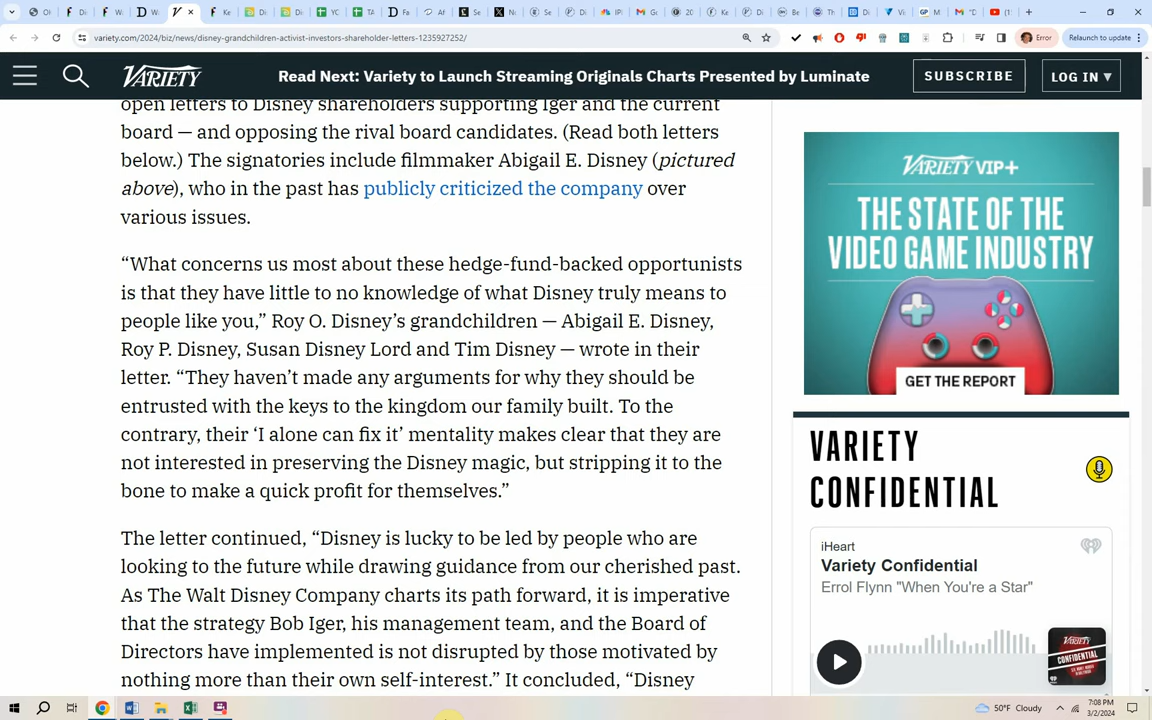 variety.com/2024/biz/news/disney-grandchildren-activist-investors-shareholder-letters-1235927252/
Error
Relaunch to update
VARIETY
Read Next: Variety to Launch Streaming Originals Charts Presented by Luminate
SUBSCRIBE
LOG IN ▼
open letters to Disney shareholders supporting Iger and the current
board — and opposing the rival board candidates. (Read both letters
below.) The signatories include filmmaker Abigail E. Disney (pictured
above), who in the past has publicly criticized the company over
various issues.
“What concerns us most about these hedge-fund-backed opportunists
is that they have little to no knowledge of what Disney truly means to
people like you,” Roy O. Disney’s grandchildren — Abigail E. Disney,
Roy P. Disney, Susan Disney Lord and Tim Disney — wrote in their
letter. “They haven’t made any arguments for why they should be
entrusted with the keys to the kingdom our family built. To the
contrary, their ‘I alone can fix it’ mentality makes clear that they are
not interested in preserving the Disney magic, but stripping it to the
bone to make a quick profit for themselves.”
The letter continued, “Disney is lucky to be led by people who are
looking to the future while drawing guidance from our cherished past.
As The Walt Disney Company charts its path forward, it is imperative
that the strategy Bob Iger, his management team, and the Board of
Directors have implemented is not disrupted by those motivated by
nothing more than their own self-interest.” It concluded, “Disney
VARIETY VIP+
THE STATE OF THE
VIDEO GAME INDUSTRY
GET THE REPORT
VARIETY
CONFIDENTIAL
iHeart
Variety Confidential
Errol Flynn "When You're a Star"
VARIETY
CONFIDENTIAL
50°F Cloudy
7:08 PM
3/2/2024